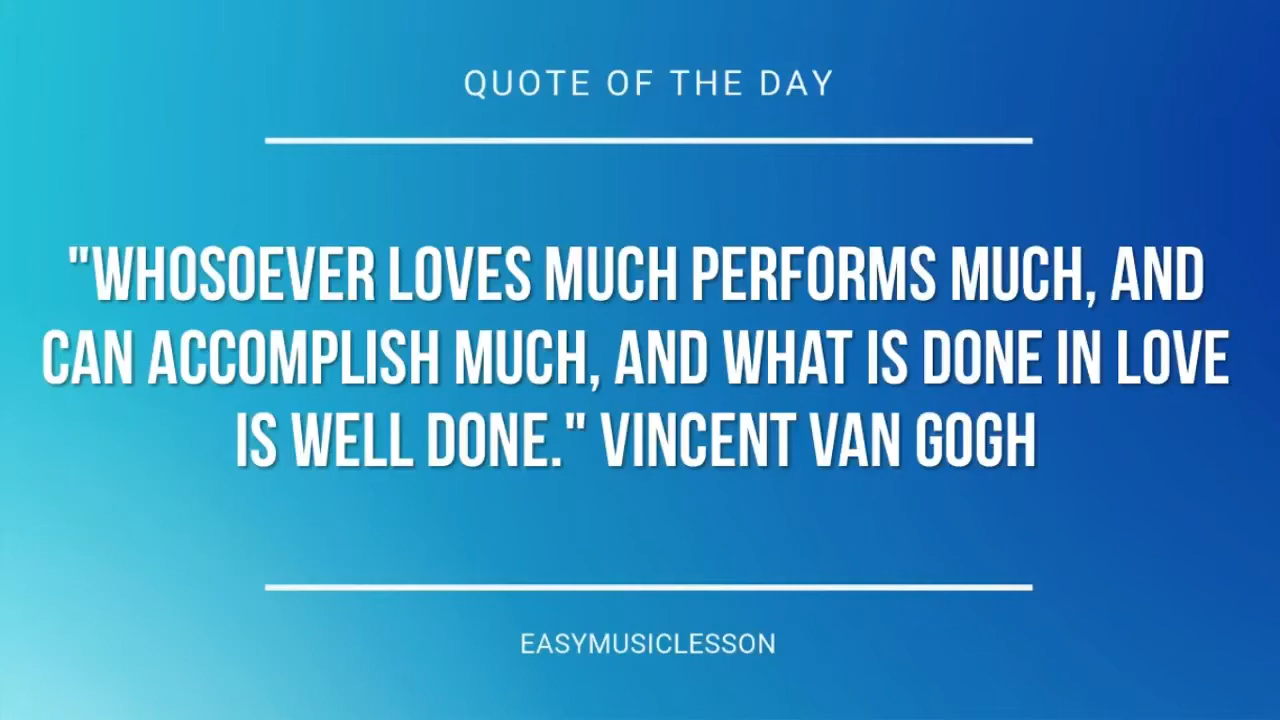 QUOTE OF THE DAY
"WHOSOEVER LOVES MUCH PERFORMS MUCH, AND
CAN ACCOMPLISH MUCH, AND WHAT IS DONE IN LOVE
IS WELL DONE." VINCENT VAN GOGH
EASYMUSICLESSON